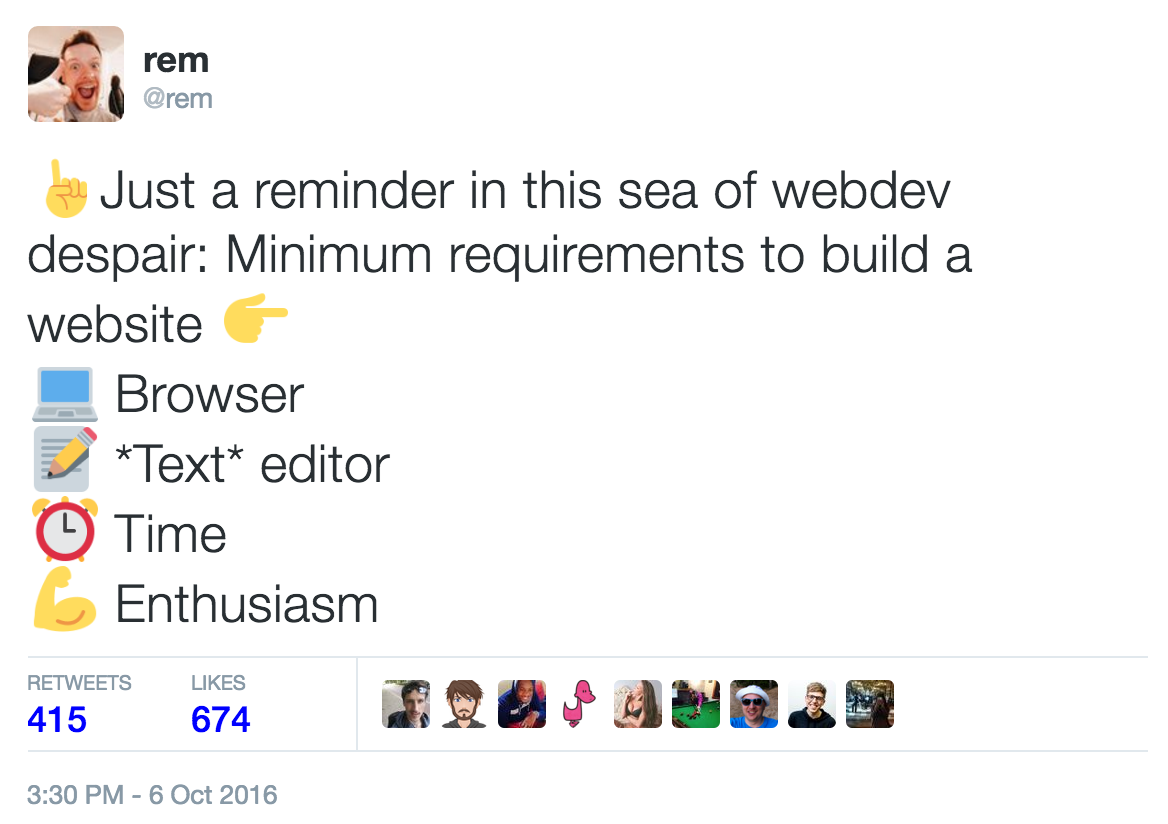 rem
@rem
☝Just a reminder in this sea of webdev
despair: Minimum requirements to build a
website 👉
💻 Browser
📝 *Text* editor
⏰ Time
💪 Enthusiasm
RETWEETS LIKES
415 674
3:30 PM - 6 Oct 2016